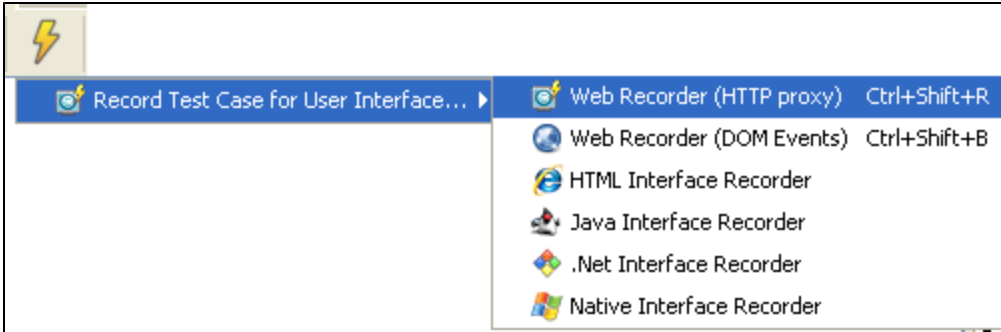 Record Test Case for User Interface...
Web Recorder (HTTP proxy) Ctrl+Shift+R
Web Recorder (DOM Events) Ctrl+Shift+B
HTML Interface Recorder
Java Interface Recorder
.Net Interface Recorder
Native Interface Recorder